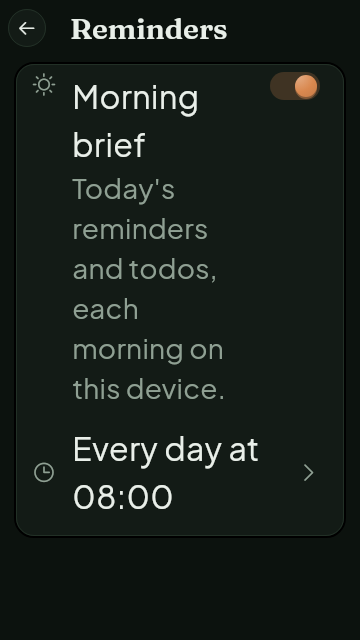 Reminders
Morning
brief
Today's
reminders
and todos,
each
morning on
this device.
Every day at
08:00